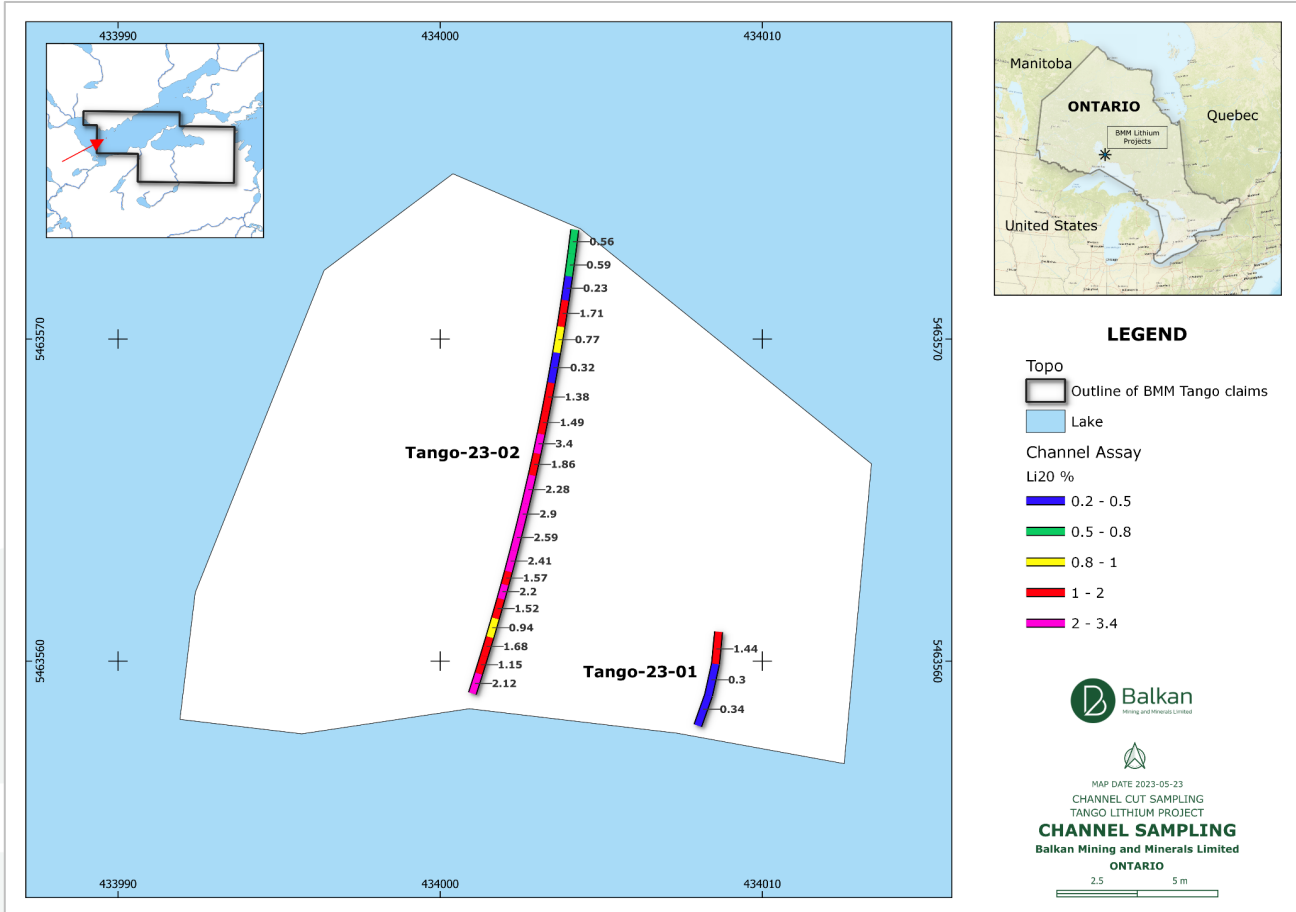 433990
434000
434010
5463570
5463570
5463560
5463560
433990
434000
434010
0.56
0.59
0.23
1.71
0.77
0.32
1.38
1.49
3.4
1.86
2.28
2.9
2.59
2.41
1.57
2.2
1.52
0.94
1.68
1.15
2.12
Tango-23-02
Tango-23-01
1.44
0.3
0.34
Manitoba
ONTARIO
Quebec
BMM Lithium
Projects
United States
LEGEND
Topo
Outline of BMM Tango claims
Lake
Channel Assay
Li20 %
0.2 - 0.5
0.5 - 0.8
0.8 - 1
1 - 2
2 - 3.4
Balkan
Mining and Minerals Limited
MAP DATE 2023-05-23
CHANNEL CUT SAMPLING
TANGO LITHIUM PROJECT
CHANNEL SAMPLING
Balkan Mining and Minerals Limited
ONTARIO
2.5 5 m